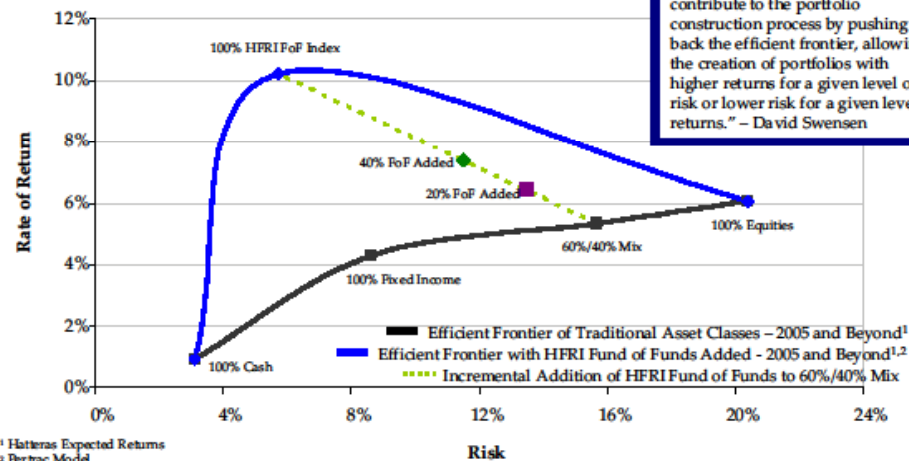 contribute to the portfolio
construction process by pushing
back the efficient frontier,
the creation of portfolios with
higher returns for a given level
risk or lower risk for a given
returns.” – David Swensen
12%
10%
8%
6%
4%
2%
0%
Rate of Return
100% HFRI FoF Index
40% FoF Added
20% FoF Added
60%/40% Mix
100% Equities
100% Fixed Income
100% Cash
Efficient Frontier of Traditional Asset Classes – 2005 and Beyond¹
Efficient Frontier with HFRI Fund of Funds Added - 2005 and Beyond¹,²
Incremental Addition of HFRI Fund of Funds to 60%/40% Mix
0% 4% 8% 12% 16% 20% 24%
Risk
¹ Hatteras Expected Returns
² Pertrac Model